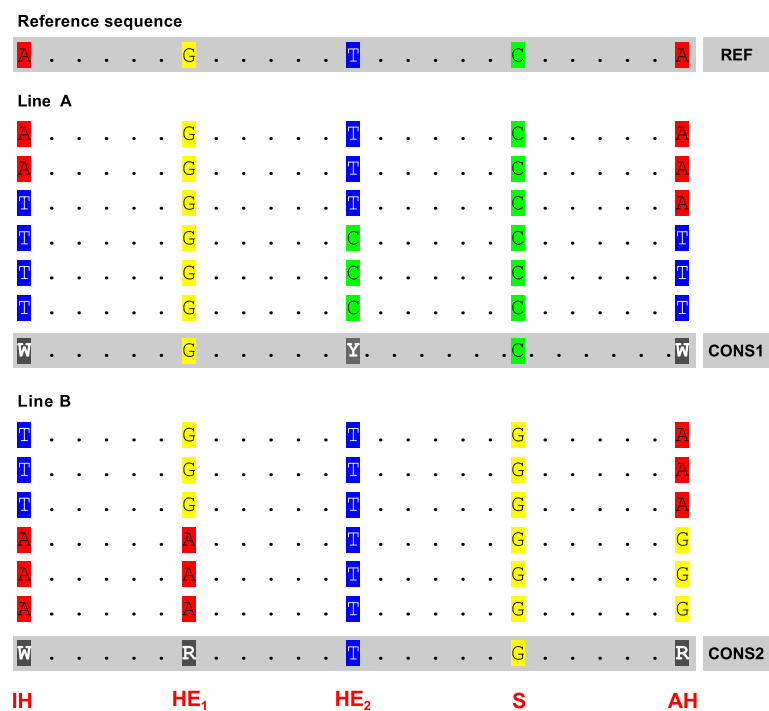 Reference sequence
A . . . . . G . . . . . T . . . . . C . . . . . A REF
Line A
A . . . . . G . . . . . T . . . . . C . . . . . A
A . . . . . G . . . . . T . . . . . C . . . . . A
T . . . . . G . . . . . T . . . . . C . . . . . A
T . . . . . G . . . . . C . . . . . C . . . . . T
T . . . . . G . . . . . C . . . . . C . . . . . T
T . . . . . G . . . . . C . . . . . C . . . . . T
W . . . . . G . . . . . Y. . . . . . C. . . . . . W CONS1
Line B
T . . . . . G . . . . . T . . . . . G . . . . . A
T . . . . . G . . . . . T . . . . . G . . . . . A
T . . . . . G . . . . . T . . . . . G . . . . . A
A . . . . . A . . . . . T . . . . . G . . . . . G
A . . . . . A . . . . . T . . . . . G . . . . . G
A . . . . . A . . . . . T . . . . . G . . . . . G
W . . . . . R . . . . . T . . . . . G . . . . . R CONS2
IH HE₁ HE₂ S AH